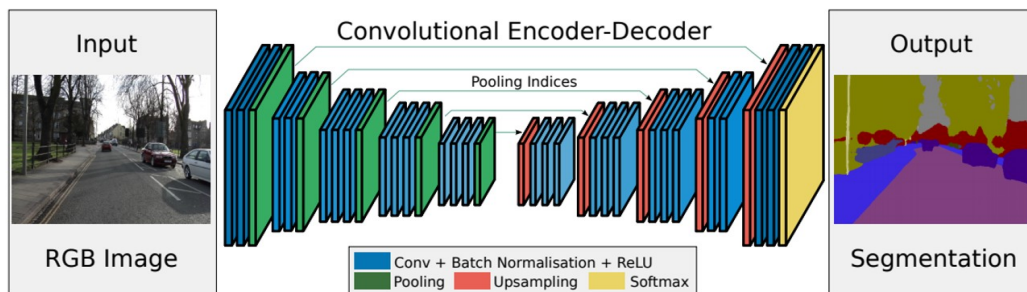 Input
Convolutional Encoder-Decoder
Output
Pooling Indices
RGB Image
Segmentation
Conv + Batch Normalisation + ReLU
Pooling
Upsampling
Softmax